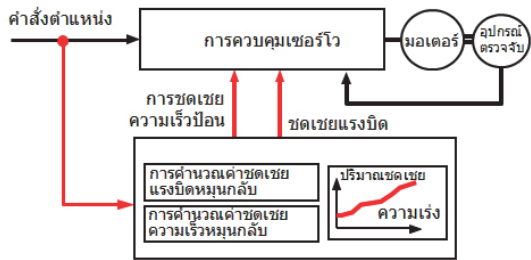 คำสั่งตำแหน่ง
การควบคุมเซอร์โว
มอเตอร์
อุปกรณ์
ตรวจจับ
การชดเชย
ความเร็วป้อน
ชดเชยแรงบิด
การคำนวณค่าชดเชย
แรงบิดหมุนกลับ
การคำนวณค่าชดเชย
ความเร็วหมุนกลับ
ปริมาณชดเชย
ความเร่ง